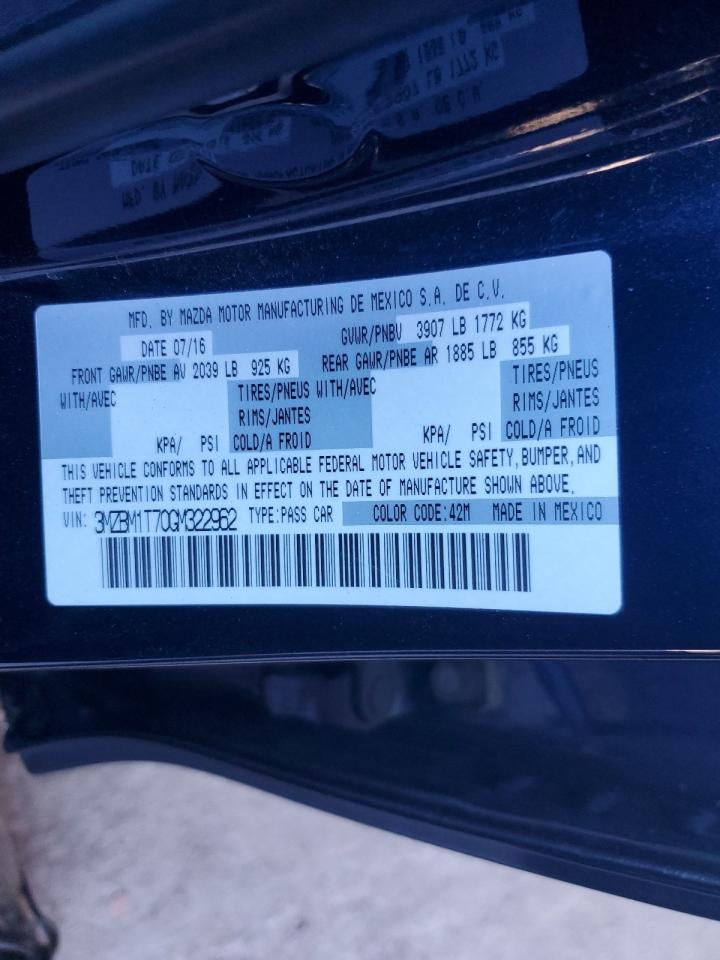 MFD. BY MAZDA MOTOR MANUFACTURING DE MEXICO S.A. DE C.V.
DATE 07/16 GVWR/PNBV 3907 LB 1772 KG
FRONT GAWR/PNBE AV 2039 LB 925 KG REAR GAWR/PNBE AR 1885 LB 855 KG
WITH/AVEC TIRES/PNEUS WITH/AVEC TIRES/PNEUS
RIMS/JANTES RIMS/JANTES
KPA/ PSI COLD/A FROID KPA/ PSI COLD/A FROID
THIS VEHICLE CONFORMS TO ALL APPLICABLE FEDERAL MOTOR VEHICLE SAFETY, BUMPER, AND
THEFT PREVENTION STANDARDS IN EFFECT ON THE DATE OF MANUFACTURE SHOWN ABOVE.
VIN: 3MZBM1T70GM322962 TYPE:PASS CAR COLOR CODE:42M MADE IN MEXICO